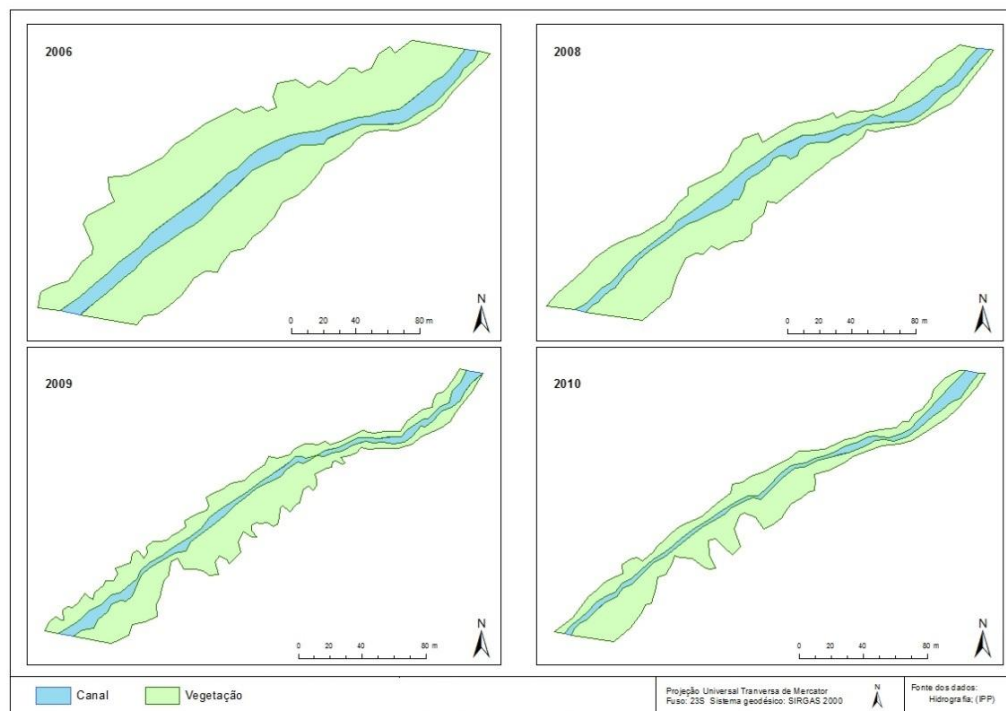 2006
N
0 20 40 80 m
2008
N
0 20 40 80 m
2009
N
0 20 40 80 m
2010
N
0 20 40 80 m
Canal
Vegetação
Projeção Universal Tranversa de Mercator
Fuso: 23S Sistema geodésico: SIRGAS 2000
N
Fonte dos dados:
Hidrografia; (IPP)